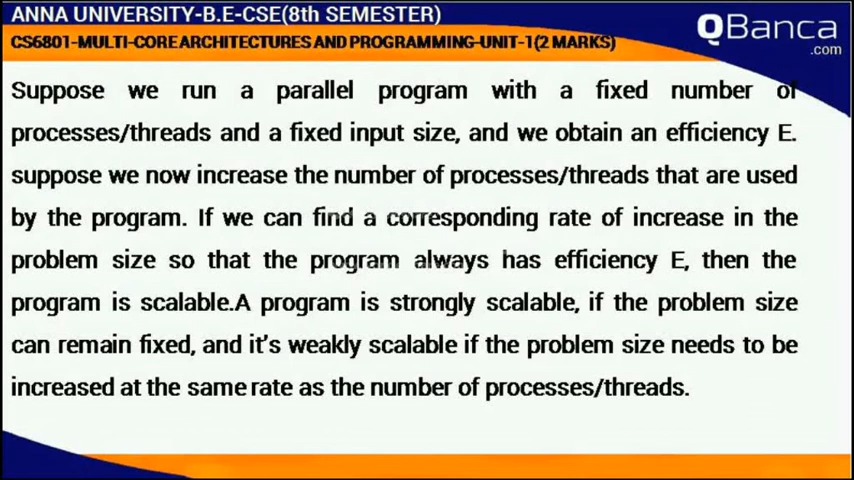 ANNA UNIVERSITY-B.E-CSE(8th SEMESTER)
CS6801-MULTI-CORE ARCHITECTURES AND PROGRAMMING-UNIT-1(2 MARKS)
QBanca
.com
Suppose we run a parallel program with a fixed number of
processes/threads and a fixed input size, and we obtain an efficiency E.
suppose we now increase the number of processes/threads that are used
by the program. If we can find a corresponding rate of increase in the
problem size so that the program always has efficiency E, then the
program is scalable.A program is strongly scalable, if the problem size
can remain fixed, and it's weakly scalable if the problem size needs to be
increased at the same rate as the number of processes/threads.